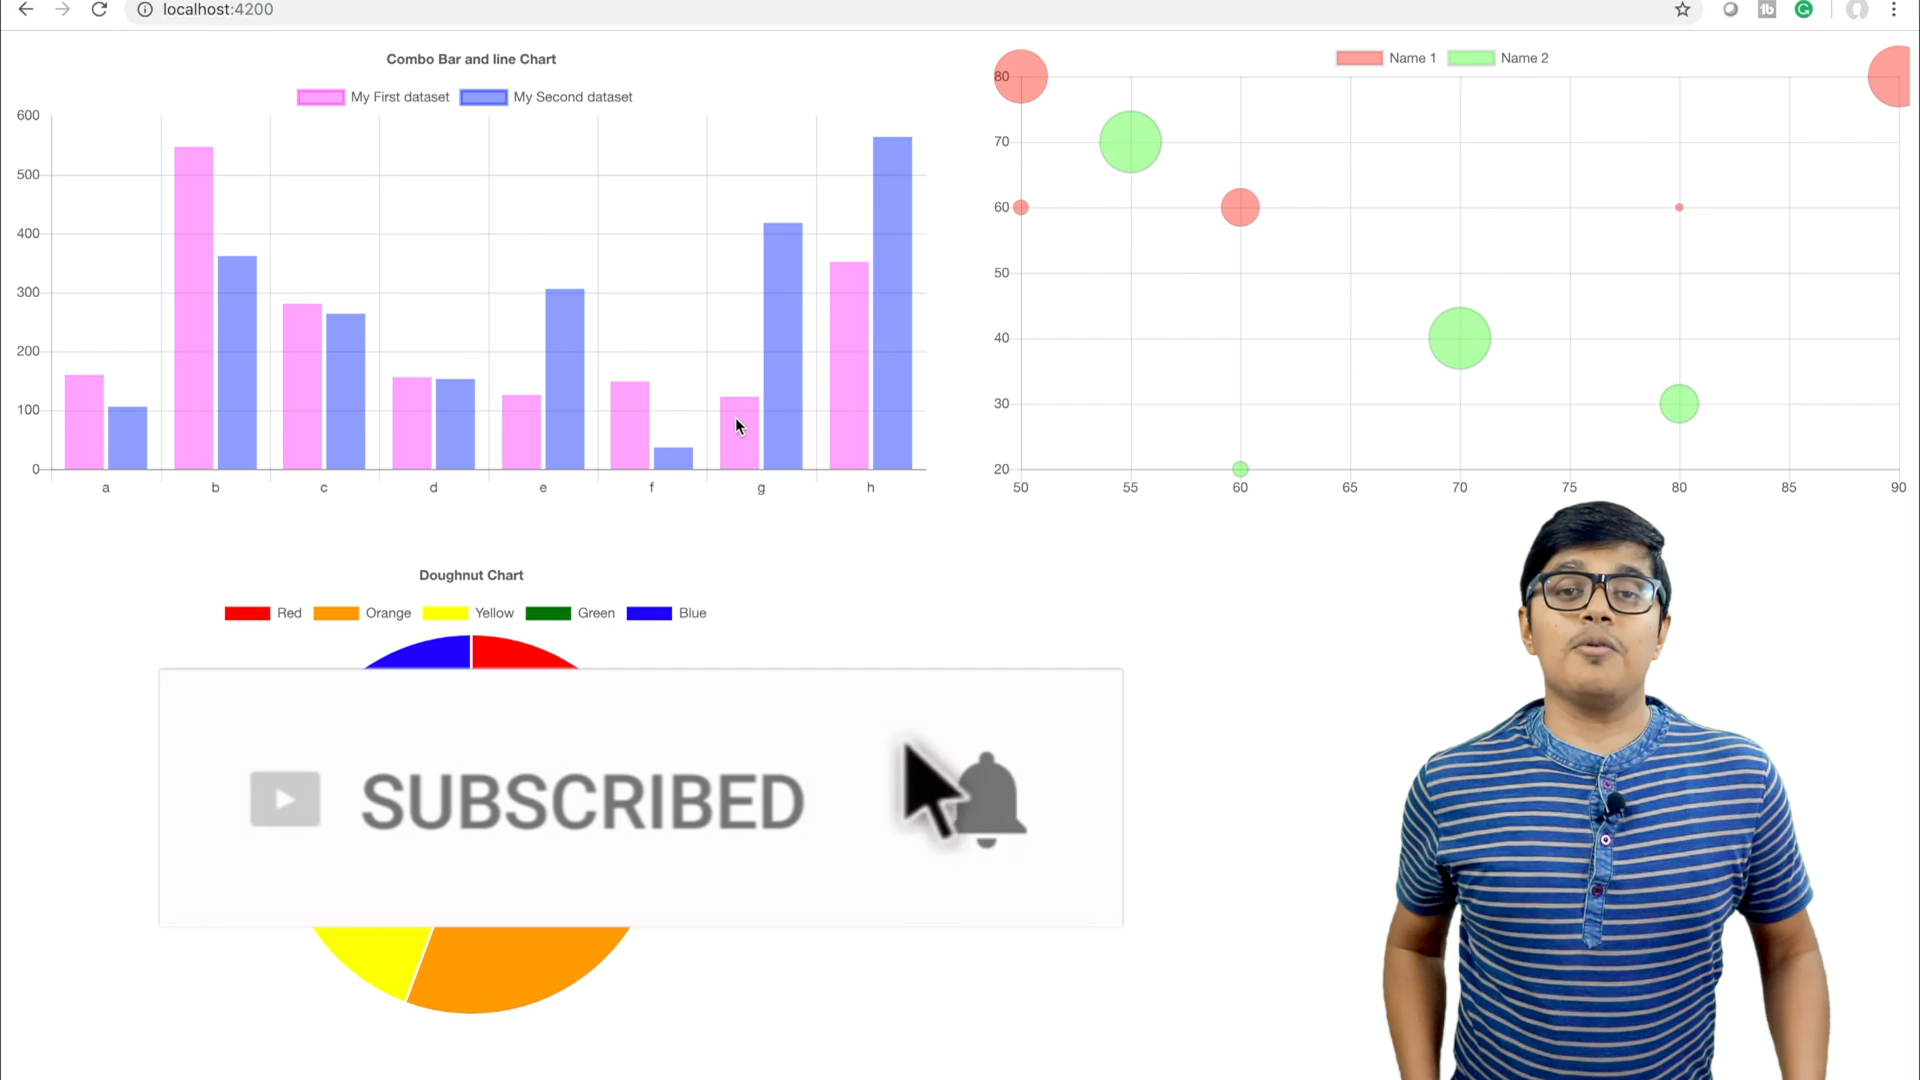 localhost:4200
Combo Bar and line Chart
My First dataset My Second dataset
600
500
400
300
200
100
0
a b c d e f g h
Name 1 Name 2
80
70
60
50
40
30
20
50 55 60 65 70 75 80 85 90
Doughnut Chart
Red Orange Yellow Green Blue
SUBSCRIBED